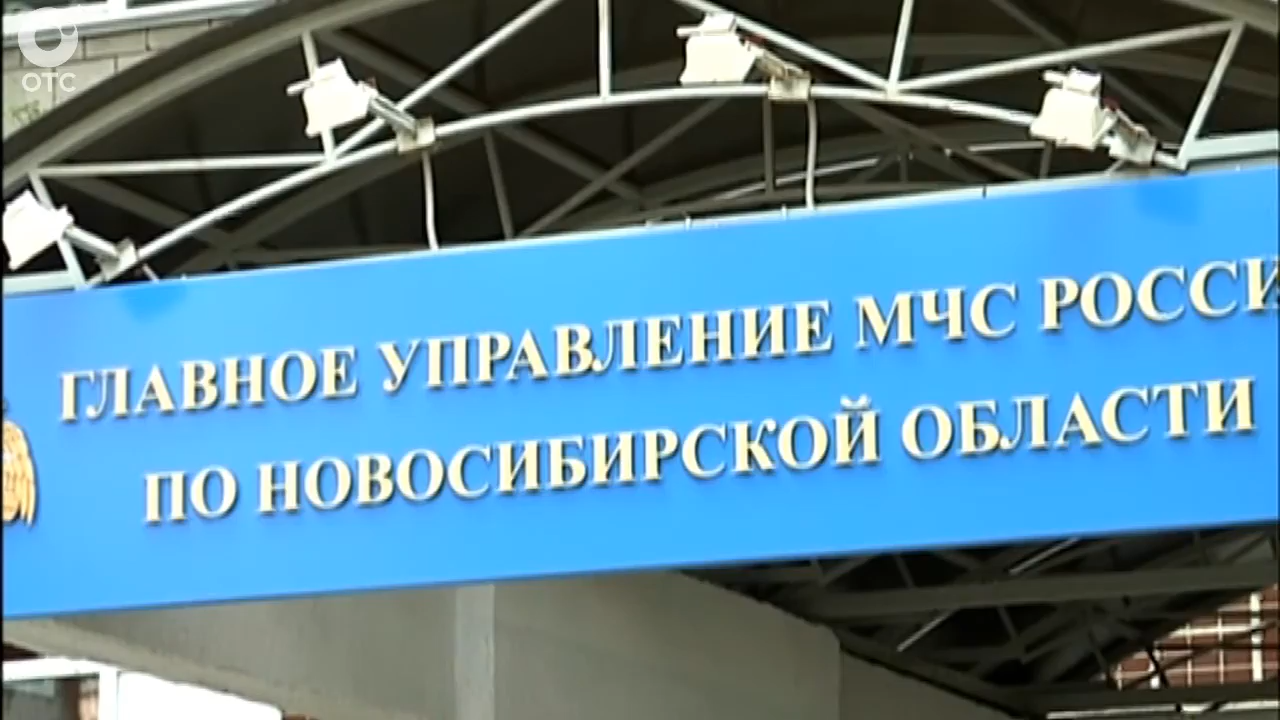 ОТС
ГЛАВНОЕ УПРАВЛЕНИЕ МЧС РОССИ
ПО НОВОСИБИРСКОЙ ОБЛАСТИ